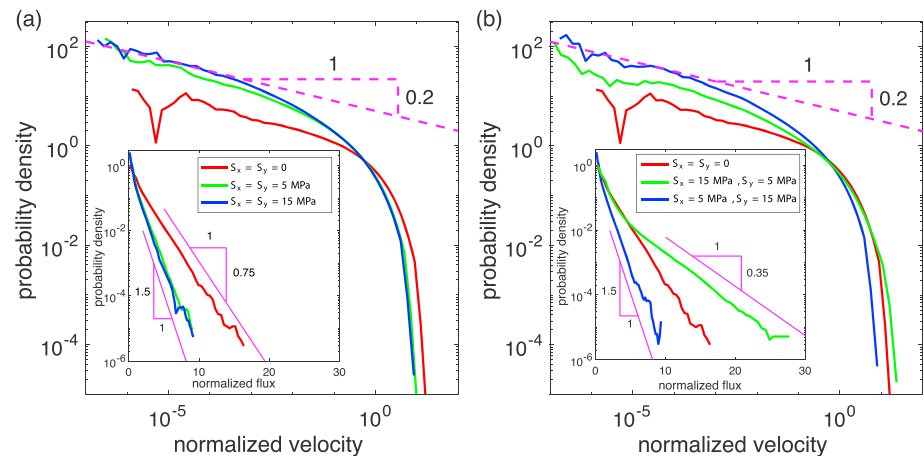 (a)
probability density
10^2
10^0
10^-2
10^-4
1
0.2
10^-5
10^0
normalized velocity
S_x = S_y = 0
S_x = S_y = 5 MPa
S_x = S_y = 15 MPa
probability density
10^0
10^-2
10^-4
10^-6
1
0.75
1.5
1
0
10
20
30
normalized flux
(b)
probability density
10^2
10^0
10^-2
10^-4
1
0.2
10^-5
10^0
normalized velocity
S_x = S_y = 0
S_x = 15 MPa , S_y = 5 MPa
S_x = 5 MPa , S_y = 15 MPa
probability density
10^0
10^-2
10^-4
10^-6
1
0.35
1.5
1
0
10
20
30
normalized flux